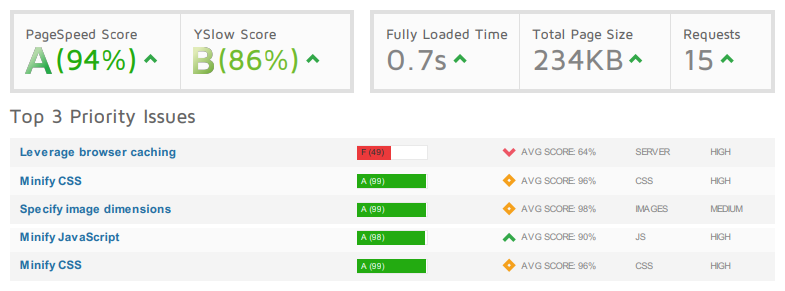 PageSpeed Score
A(94%)
YSlow Score
B(86%)
Fully Loaded Time
0.7s
Total Page Size
234KB
Requests
15
Top 3 Priority Issues
Leverage browser caching F (49) AVG SCORE: 64% SERVER HIGH
Minify CSS A (99) AVG SCORE: 96% CSS HIGH
Specify image dimensions A (99) AVG SCORE: 98% IMAGES MEDIUM
Minify JavaScript A (98) AVG SCORE: 90% JS HIGH
Minify CSS A (99) AVG SCORE: 96% CSS HIGH